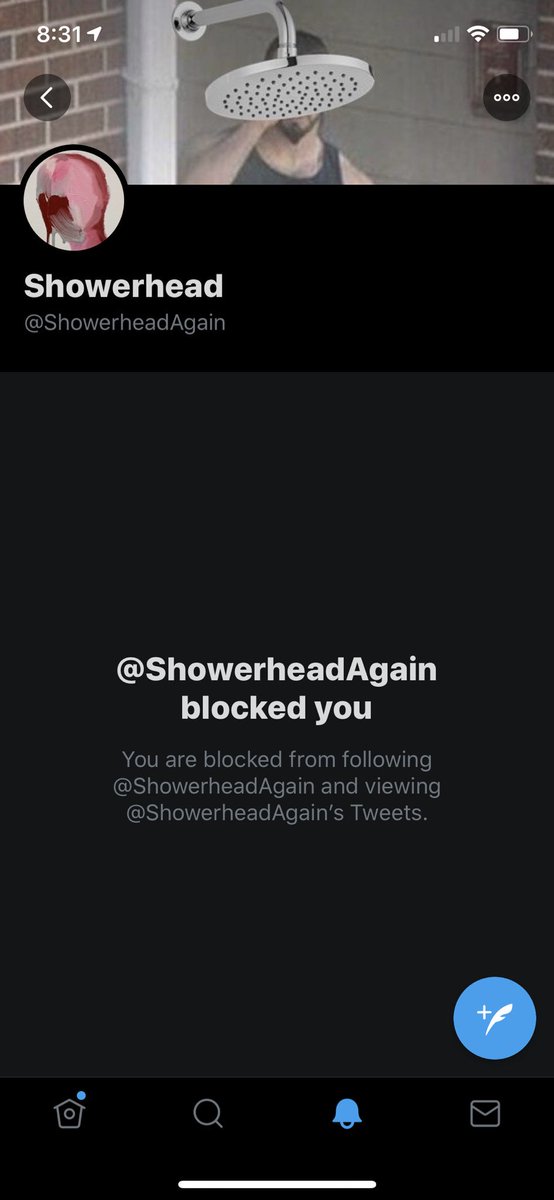 8:31
Showerhead
@ShowerheadAgain
@ShowerheadAgain
blocked you
You are blocked from following
@ShowerheadAgain and viewing
@ShowerheadAgain’s Tweets.